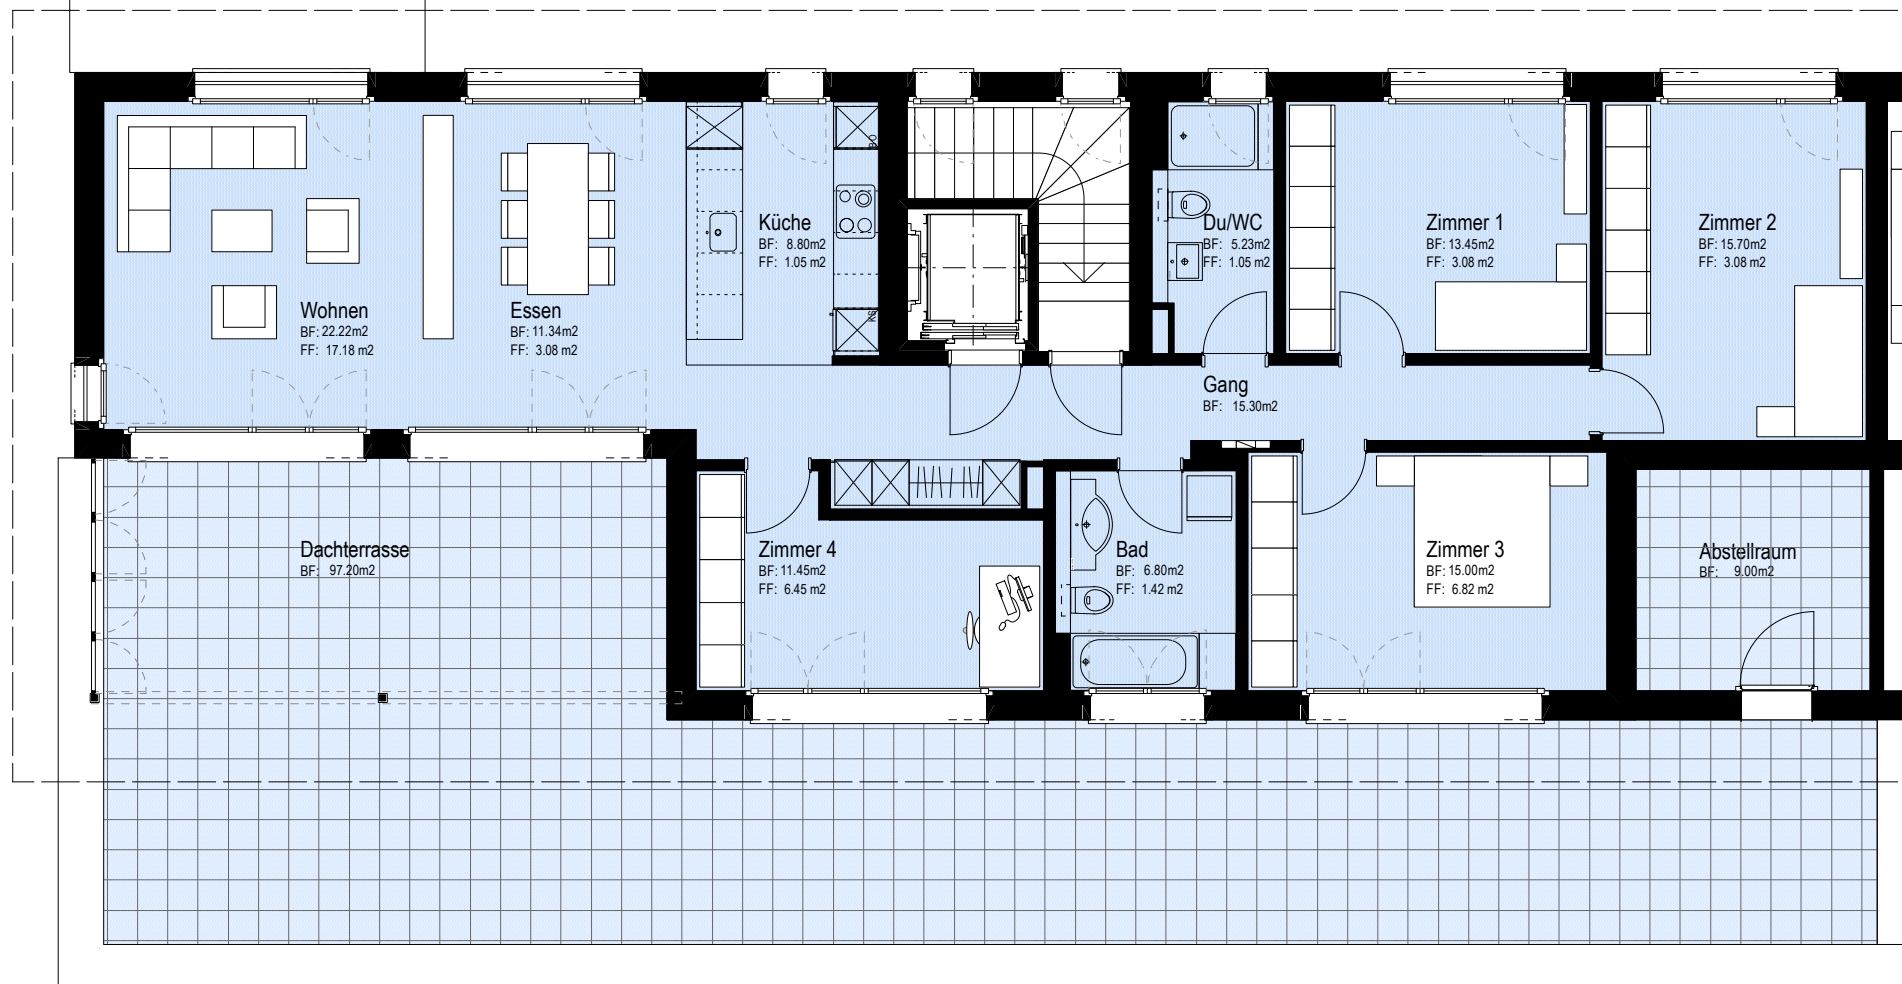 Küche
BF: 8.80m2
FF: 1.05 m2
Du/WC
BF: 5.23m2
FF: 1.05 m2
Zimmer 1
BF: 13.45m2
FF: 3.08 m2
Zimmer 2
BF: 15.70m2
FF: 3.08 m2
Wohnen
BF: 22.22m2
FF: 17.18 m2
Essen
BF: 11.34m2
FF: 3.08 m2
Gang
BF: 15.30m2
Dachterrasse
BF: 97.20m2
Zimmer 4
BF: 11.45m2
FF: 6.45 m2
Bad
BF: 6.80m2
FF: 1.42 m2
Zimmer 3
BF: 15.00m2
FF: 6.82 m2
Abstellraum
BF: 9.00m2